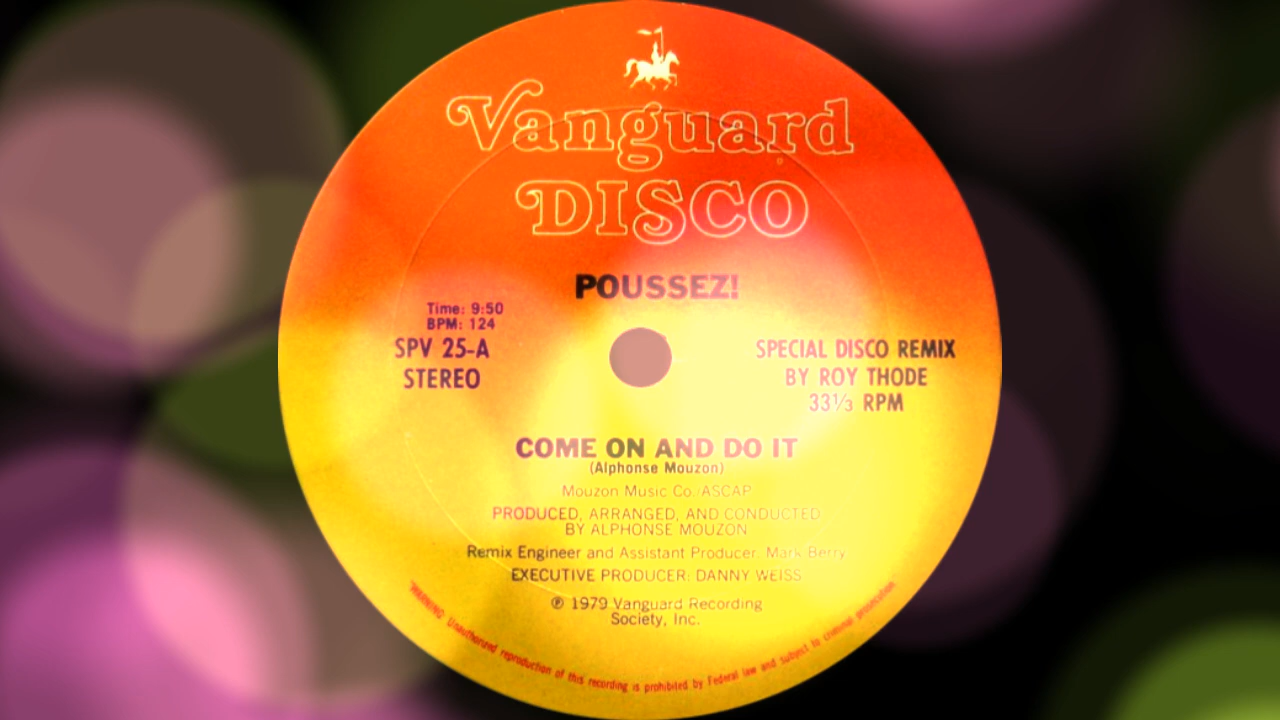 Vanguard
DISCO
POUSSEZ!
Time: 9:50
BPM: 124
SPV 25-A
STEREO
SPECIAL DISCO REMIX
BY ROY THODE
33⅓ RPM
COME ON AND DO IT
(Alphonse Mouzon)
Mouzon Music Co./ASCAP
PRODUCED, ARRANGED, AND CONDUCTED
BY ALPHONSE MOUZON
Remix Engineer and Assistant Producer: Mark Berry
EXECUTIVE PRODUCER: DANNY WEISS
℗ 1979 Vanguard Recording
Society, Inc.
"WARNING: Unauthorized reproduction of this recording is prohibited by Federal law and subject to criminal prosecution